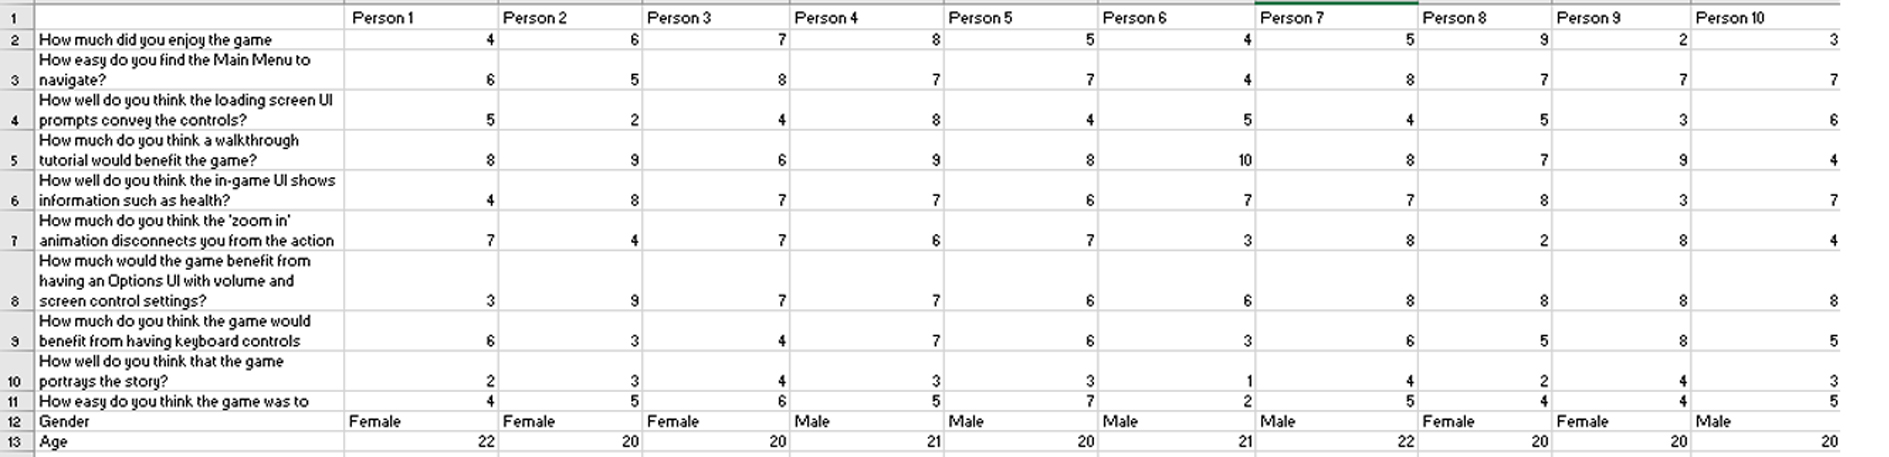 1 Person 1 Person 2 Person 3 Person 4 Person 5 Person 6 Person 7 Person 8 Person 9 Person 10
2 How much did you enjoy the game 4 6 7 8 5 4 5 9 2 3
How easy do you find the Main Menu to
3 navigate? 6 5 8 7 7 4 8 7 7 7
How well do you think the loading screen UI
4 prompts convey the controls? 5 2 4 8 4 5 4 5 3 6
How much do you think a walkthrough
5 tutorial would benefit the game? 8 9 6 9 8 10 8 7 9 4
How well do you think the in-game UI shows
6 information such as health? 4 8 7 7 6 7 7 8 3 7
How much do you think the 'zoom in'
7 animation disconnects you from the action 7 4 7 6 7 3 8 2 8 4
How much would the game benefit from
having an Options UI with volume and
8 screen control settings? 3 9 7 7 6 6 8 8 8 8
How much do you think the game would
9 benefit from having keyboard controls 6 3 4 7 6 3 6 5 8 5
How well do you think that the game
10 portrays the story? 2 3 4 3 3 1 4 2 4 3
11 How easy do you think the game was to 4 5 6 5 7 2 5 4 4 5
12 Gender Female Female Female Male Male Male Male Female Female Male
13 Age 22 20 20 21 20 21 22 20 20 20